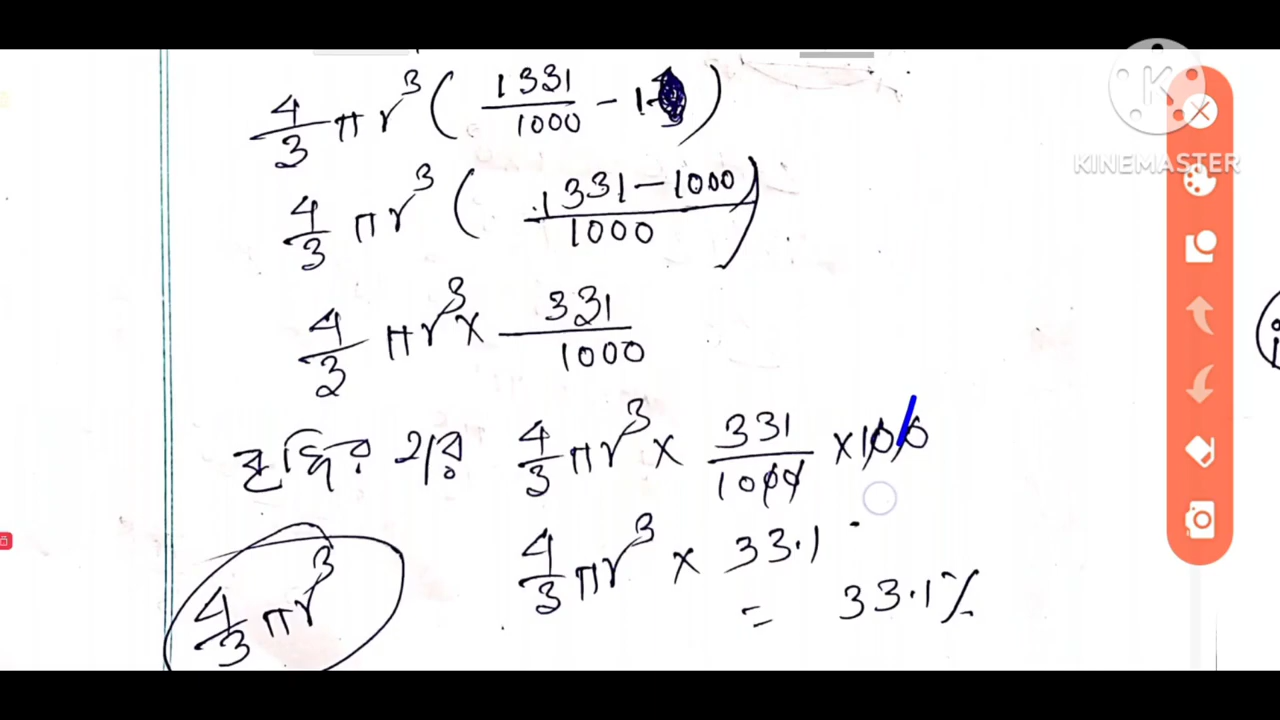 4/3 πr³ ( 1331/1000 - 1 )
KINEMASTER
4/3 πr³ ( 1331-1000/1000 )
4/3 πr³ × 331/1000
বৃদ্ধির হার 4/3 πr³ × 331/1000 × 100
4/3 πr³ × 33.1
= 33.1%
4/3 πr³